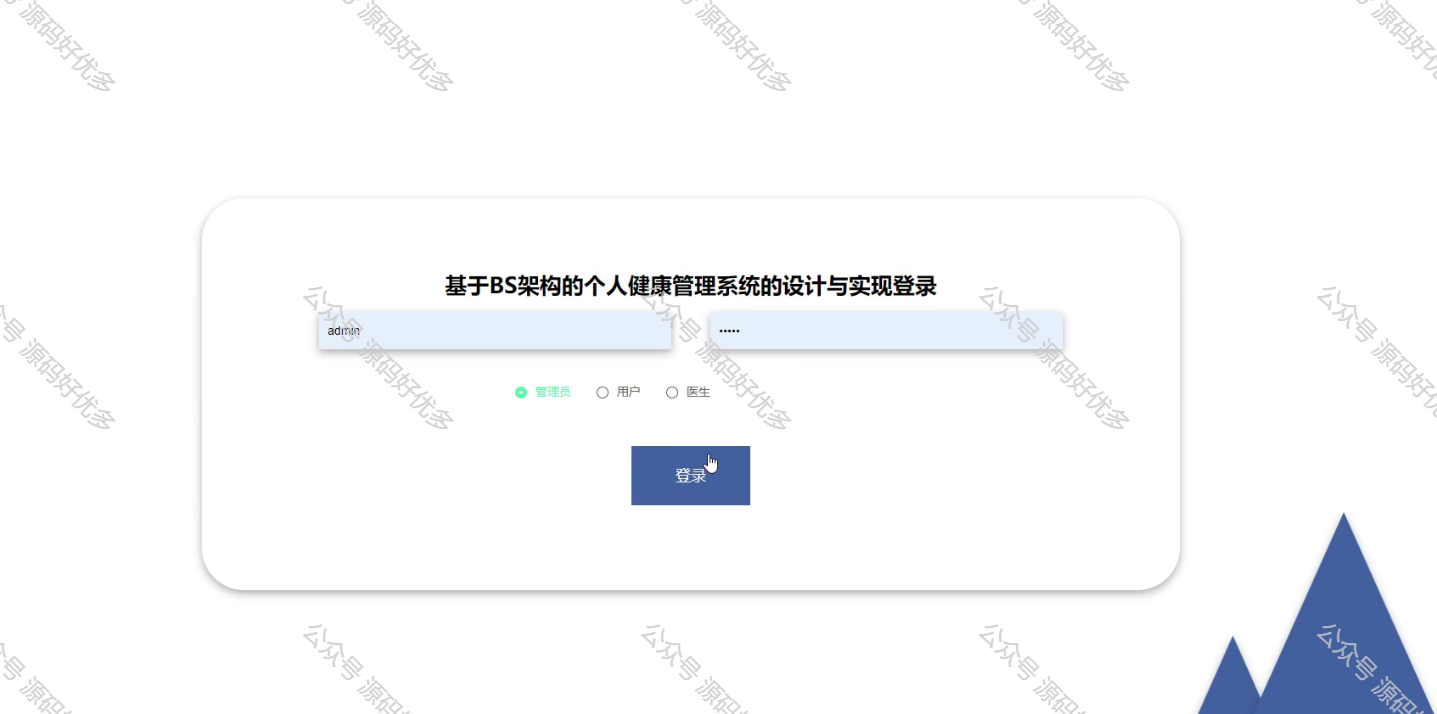 公众号 源码好优多
基于BS架构的个人健康管理系统的设计与实现登录
admin
•••••
管理员 用户 医生
登录